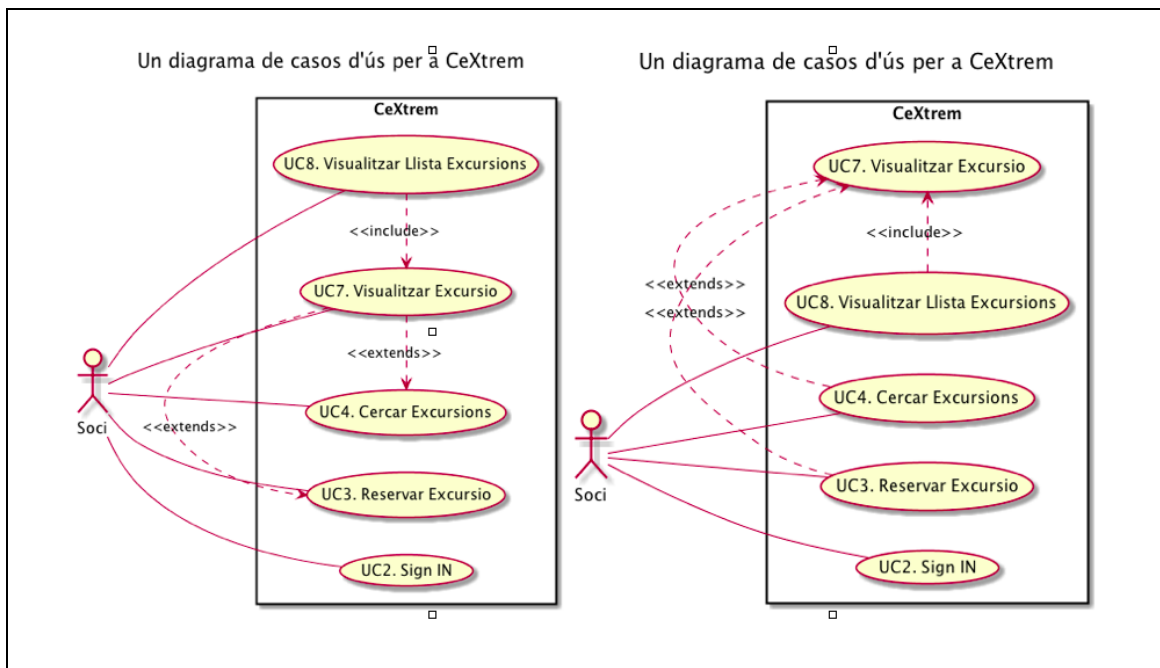 Un diagrama de casos d'ús per a CeXtrem
CeXtrem
UC8. Visualitzar Llista Excursions
<<include>>
UC7. Visualitzar Excursio
<<extends>>
UC4. Cercar Excursions
Soci
<<extends>>
UC3. Reservar Excursio
UC2. Sign IN
Un diagrama de casos d'ús per a CeXtrem
CeXtrem
UC7. Visualitzar Excursio
<<include>>
<<extends>>
UC8. Visualitzar Llista Excursions
<<extends>>
UC4. Cercar Excursions
Soci
UC3. Reservar Excursio
UC2. Sign IN